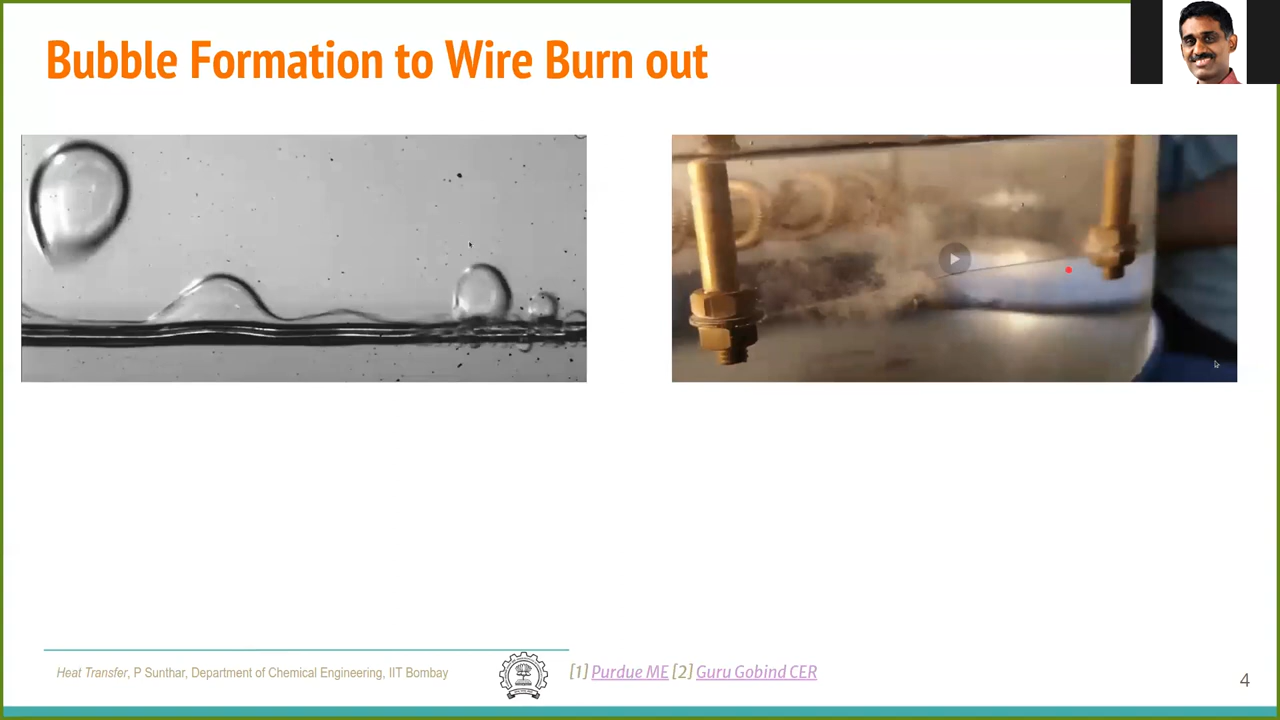 Bubble Formation to Wire Burn out
Heat Transfer, P Sunthar, Department of Chemical Engineering, IIT Bombay
[1] Purdue ME [2] Guru Gobind CER
4